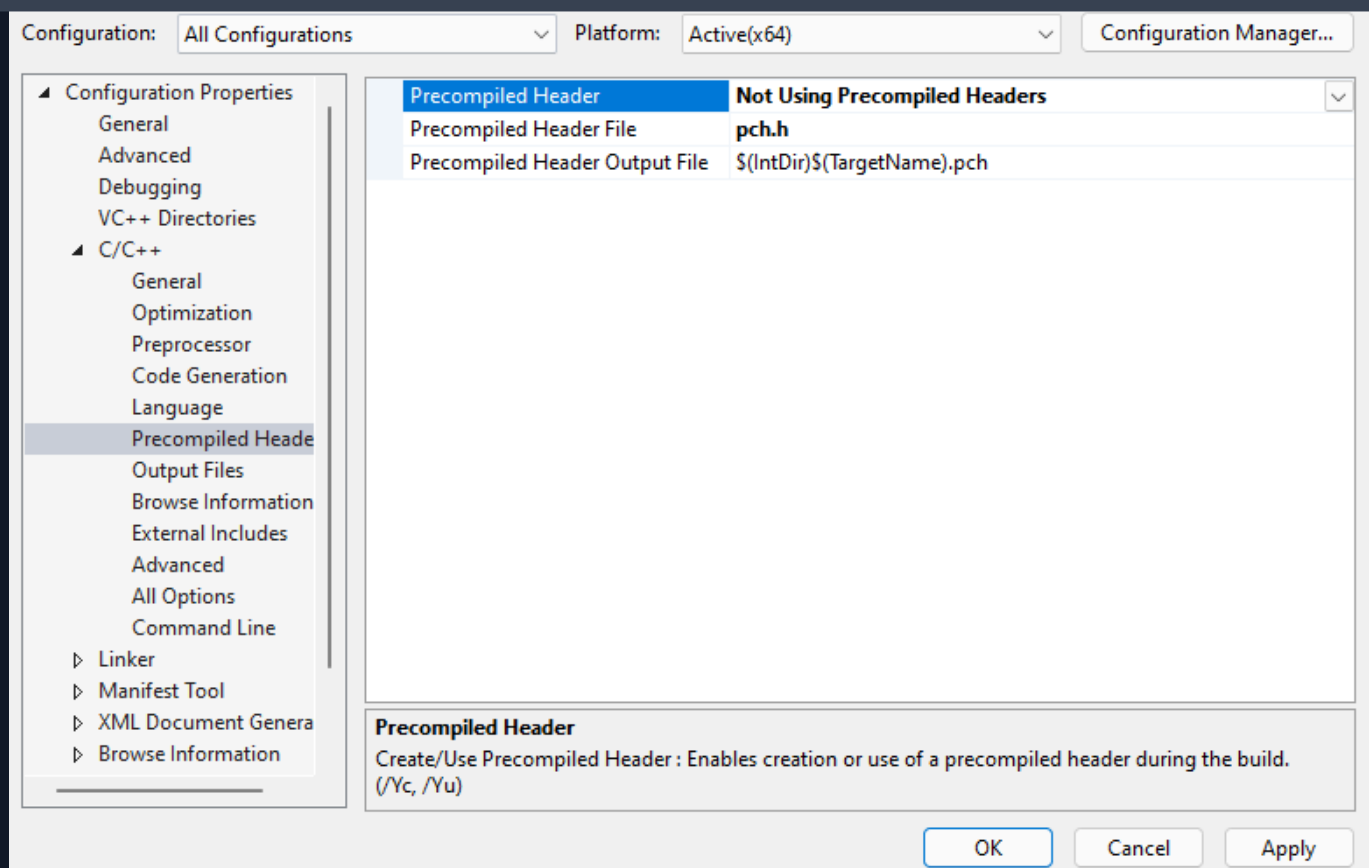 Configuration: All Configurations Platform: Active(x64) Configuration Manager...
Configuration Properties
General
Advanced
Debugging
VC++ Directories
C/C++
General
Optimization
Preprocessor
Code Generation
Language
Precompiled Heade
Output Files
Browse Information
External Includes
Advanced
All Options
Command Line
Linker
Manifest Tool
XML Document Genera
Browse Information
Precompiled Header Not Using Precompiled Headers
Precompiled Header File pch.h
Precompiled Header Output File $(IntDir)$(TargetName).pch
Precompiled Header
Create/Use Precompiled Header : Enables creation or use of a precompiled header during the build.
(/Yc, /Yu)
OK Cancel Apply